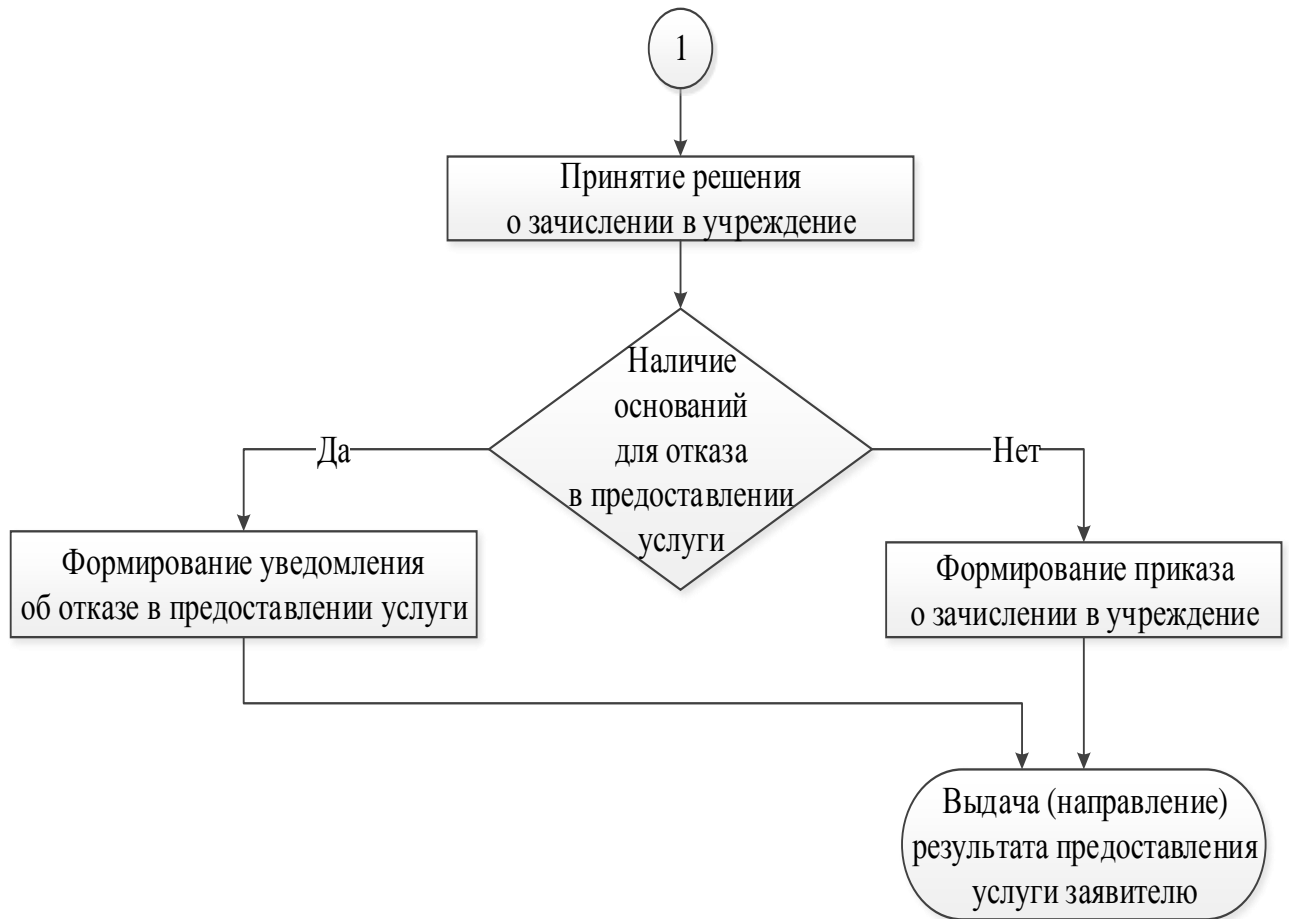 1
Принятие решения
о зачислении в учреждение
Наличие
оснований
для отказа
в предоставлении
услуги
Да
Нет
Формирование уведомления
об отказе в предоставлении услуги
Формирование приказа
о зачислении в учреждение
Выдача (направление)
результата предоставления
услуги заявителю